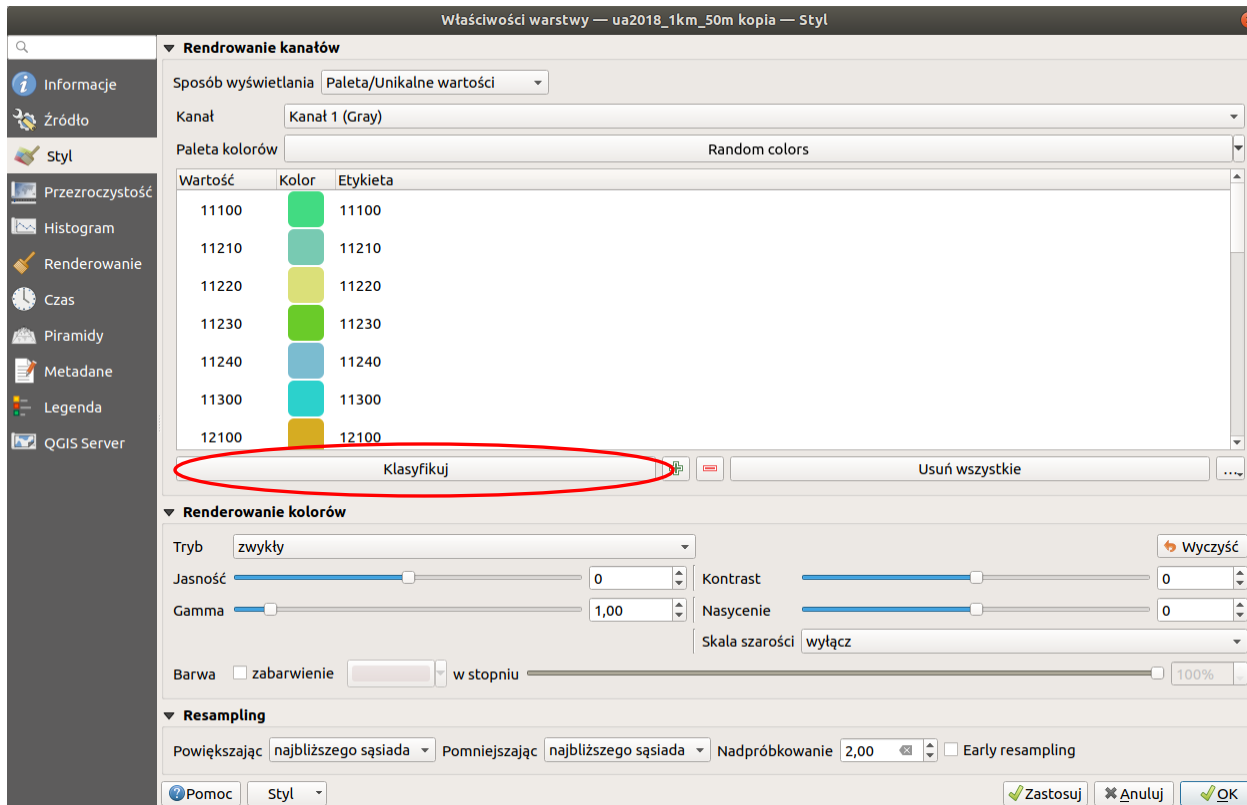 Właściwości warstwy — ua2018_1km_50m kopia — Styl
Informacje
Źródło
Styl
Przezroczystość
Histogram
Renderowanie
Czas
Piramidy
Metadane
Legenda
QGIS Server
Rendrowanie kanałów
Sposób wyświetlania Paleta/Unikalne wartości
Kanał Kanał 1 (Gray)
Paleta kolorów Random colors
Wartość Kolor Etykieta
11100 11100
11210 11210
11220 11220
11230 11230
11240 11240
11300 11300
12100 12100
Klasyfikuj Usuń wszystkie ...
Renderowanie kolorów
Tryb zwykły Wyczyść
Jasność 0 Kontrast 0
Gamma 1,00 Nasycenie 0
Skala szarości wyłącz
Barwa zabarwienie w stopniu 100%
Resampling
Powiększając najbliższego sąsiada Pomniejszając najbliższego sąsiada Nadpróbkowanie 2,00 Early resampling
Pomoc Styl Zastosuj Anuluj OK